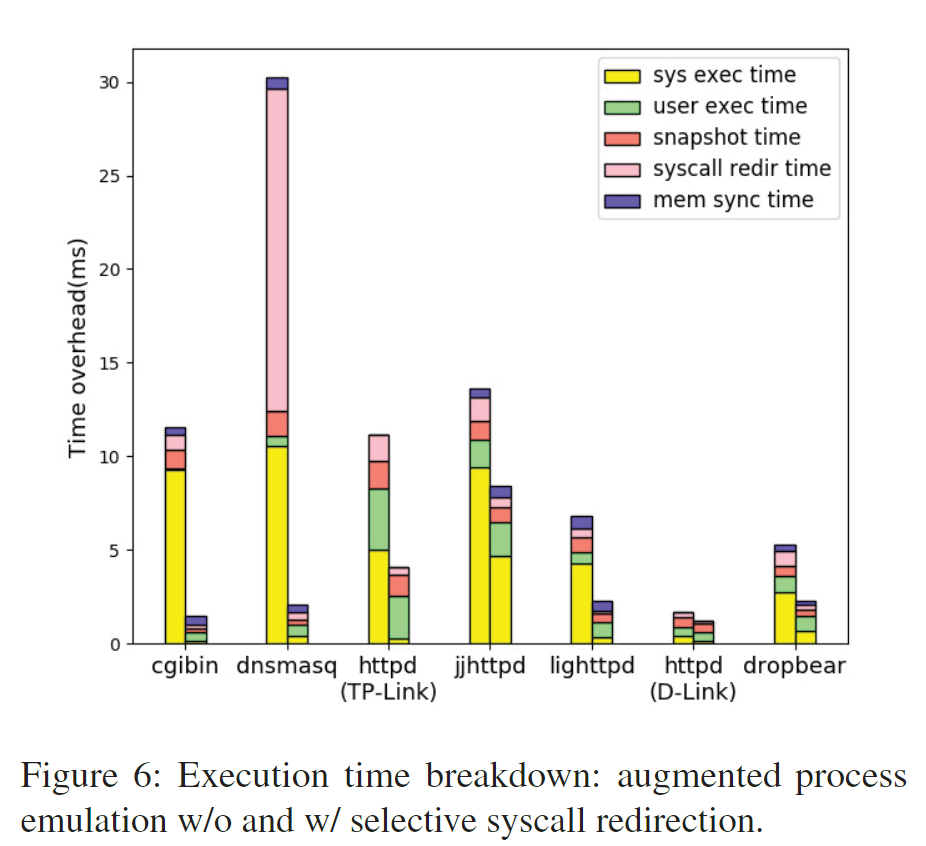 30
25
20
15
10
5
0
Time overhead(ms)
sys exec time
user exec time
snapshot time
syscall redir time
mem sync time
cgibin dnsmasq httpd jjhttpd lighttpd httpd dropbear
(TP-Link) (D-Link)
Figure 6: Execution time breakdown: augmented process
emulation w/o and w/ selective syscall redirection.